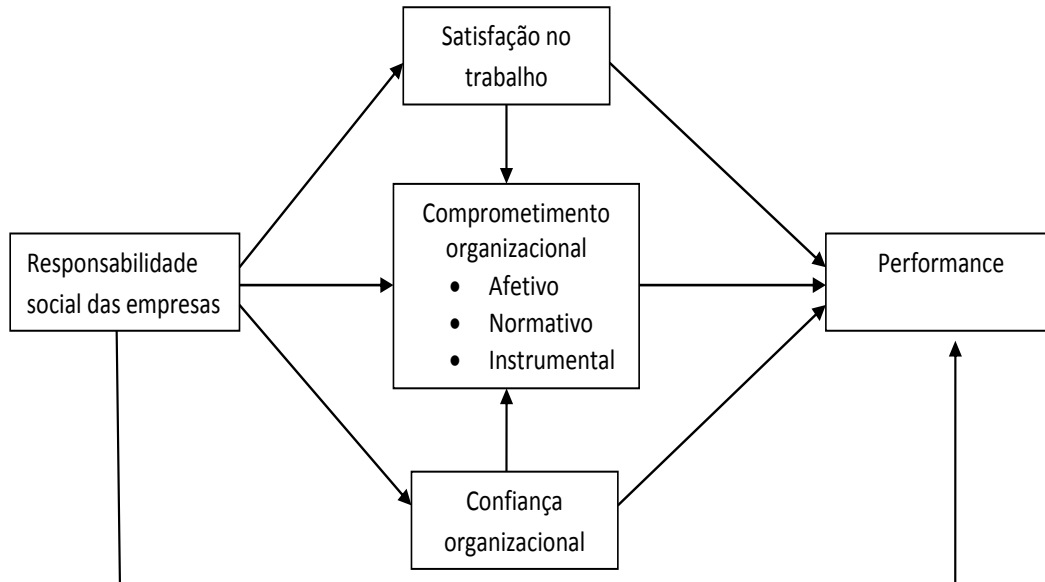 Satisfação no
trabalho
Comprometimento
organizacional
• Afetivo
• Normativo
• Instrumental
Responsabilidade
social das empresas
Performance
Confiança
organizacional